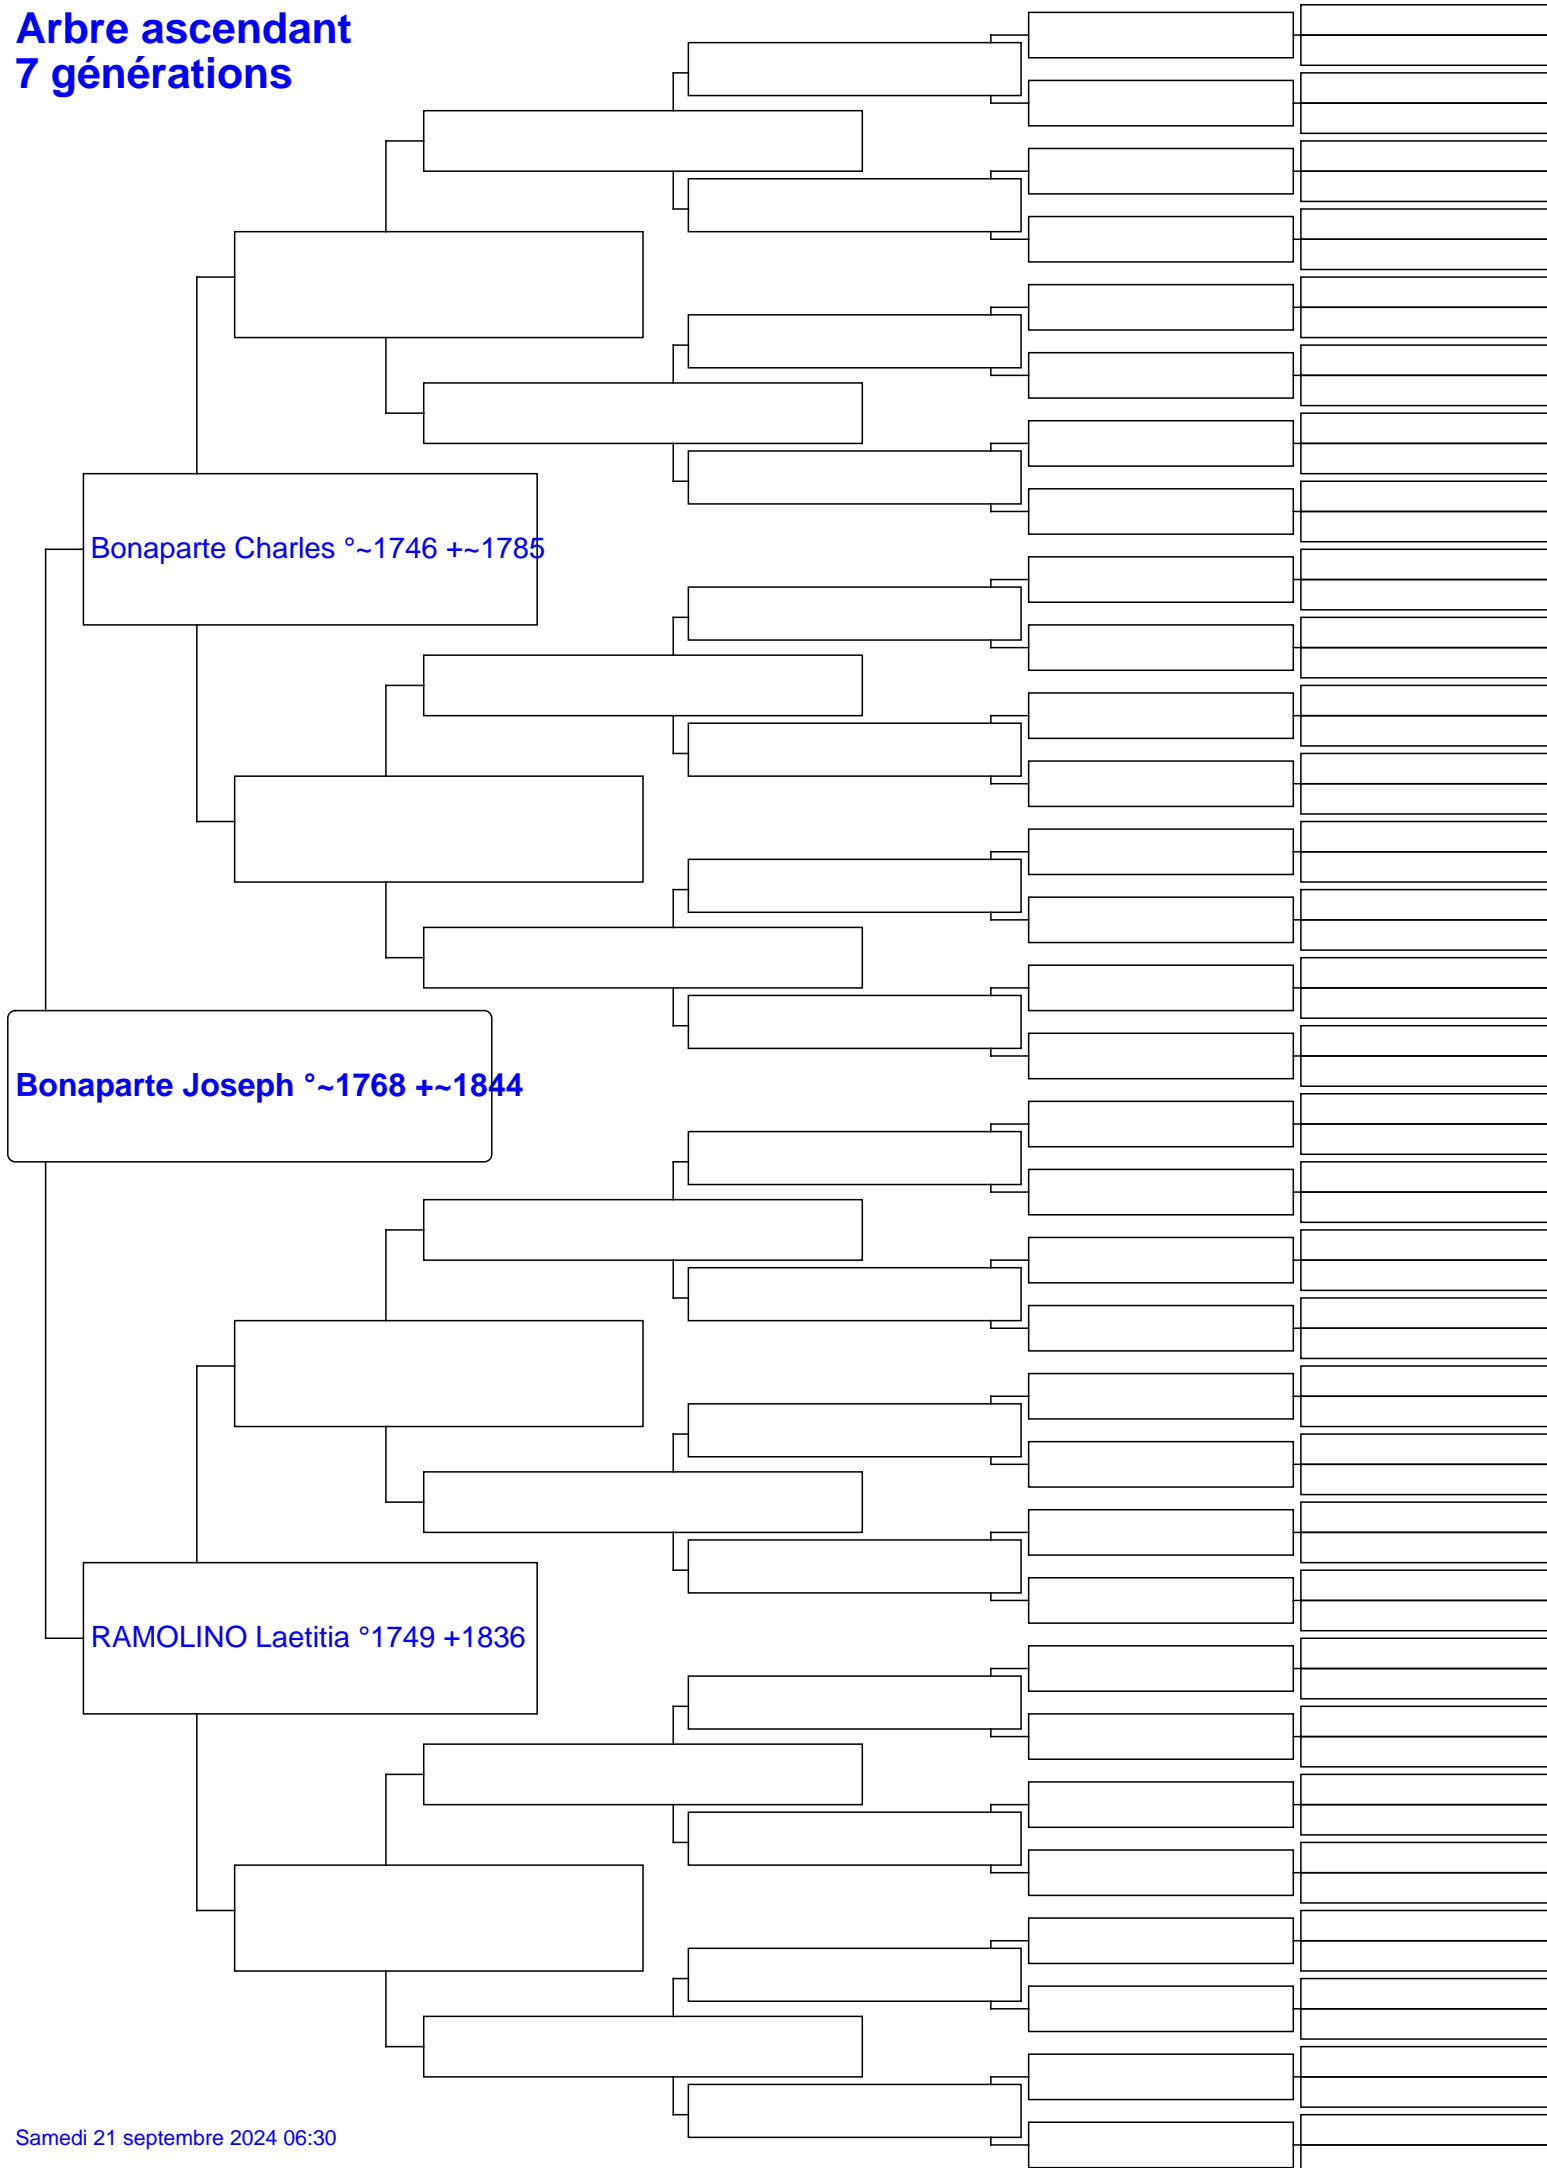 Arbre ascendant
7 générations
Bonaparte Charles °~1746 +~1785
Bonaparte Joseph °~1768 +~1844
RAMOLINO Laetitia °1749 +1836
Samedi 21 septembre 2024 06:30